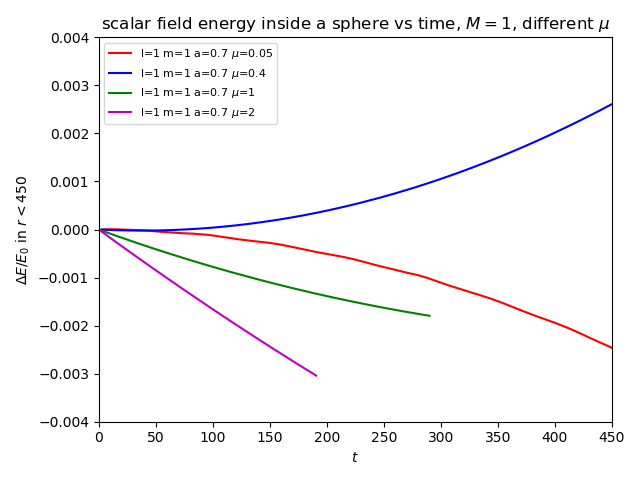 scalar field energy inside a sphere vs time, M = 1, different μ
l=1 m=1 a=0.7 μ=0.05
l=1 m=1 a=0.7 μ=0.4
l=1 m=1 a=0.7 μ=1
l=1 m=1 a=0.7 μ=2
0.004
0.003
0.002
0.001
0.000
−0.001
−0.002
−0.003
−0.004
ΔE/E₀ in r < 450
0 50 100 150 200 250 300 350 400 450
t